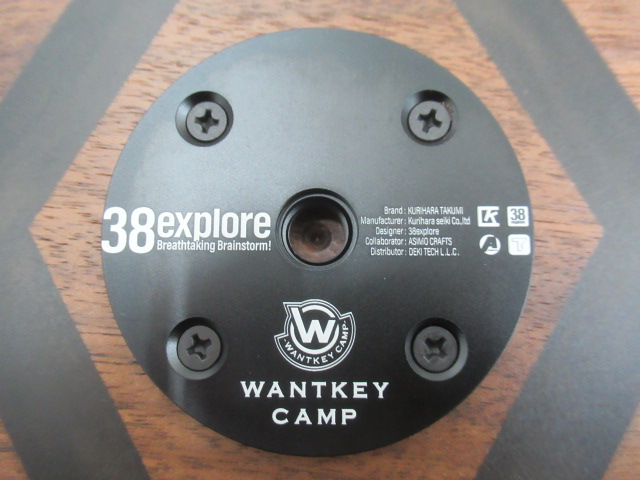 38explore
Breathtaking Brainstorm!
Brand : KURIHARA TAKUMI
Manufacturer : Kurihara seiki Co.,ltd
Designer : 38explore
Collaborator : ASIMO CRAFTS
Distributor : DEKI TECH L.L.C.
38
W
WANTKEY CAMP
WANTKEY
CAMP